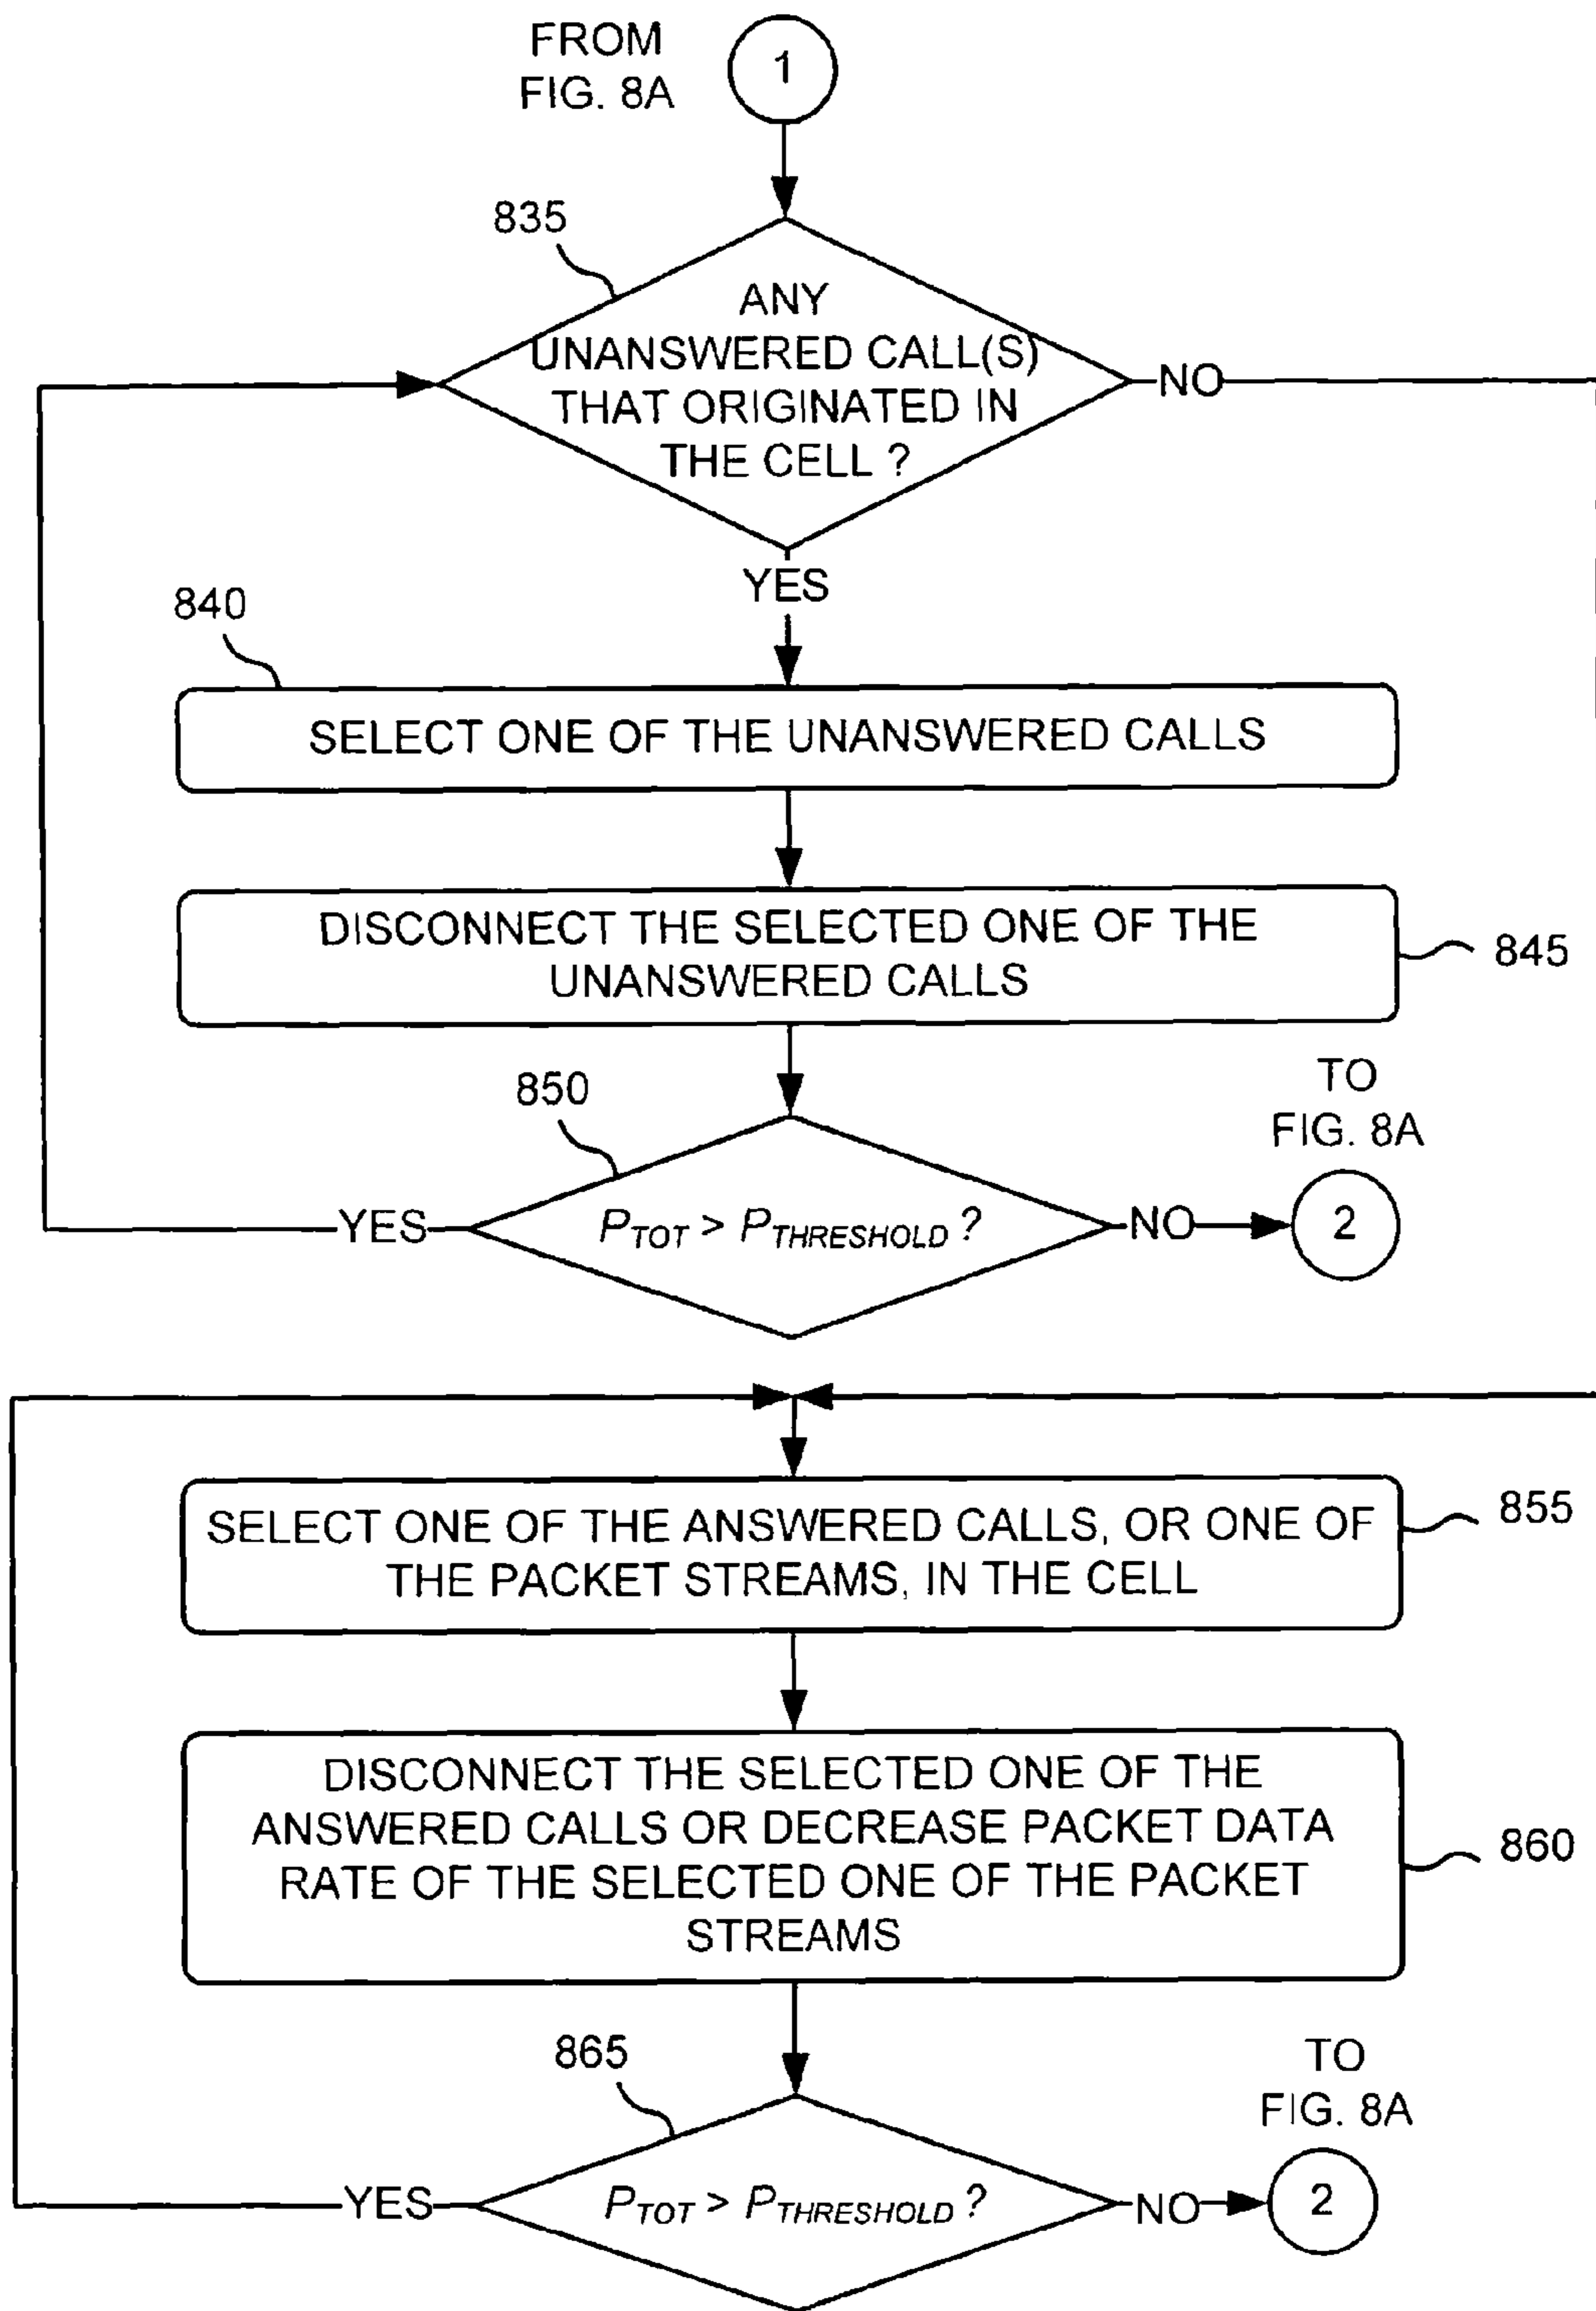 FROM
FIG. 8A
1
835
ANY
UNANSWERED CALL(S)
THAT ORIGINATED IN
THE CELL ?
NO
YES
840
SELECT ONE OF THE UNANSWERED CALLS
DISCONNECT THE SELECTED ONE OF THE
UNANSWERED CALLS
845
850
TO
FIG. 8A
YES
P_TOT > P_THRESHOLD ?
NO
2
SELECT ONE OF THE ANSWERED CALLS, OR ONE OF
THE PACKET STREAMS, IN THE CELL
855
DISCONNECT THE SELECTED ONE OF THE
ANSWERED CALLS OR DECREASE PACKET DATA
RATE OF THE SELECTED ONE OF THE PACKET
STREAMS
860
865
TO
FIG. 8A
YES
P_TOT > P_THRESHOLD ?
NO
2